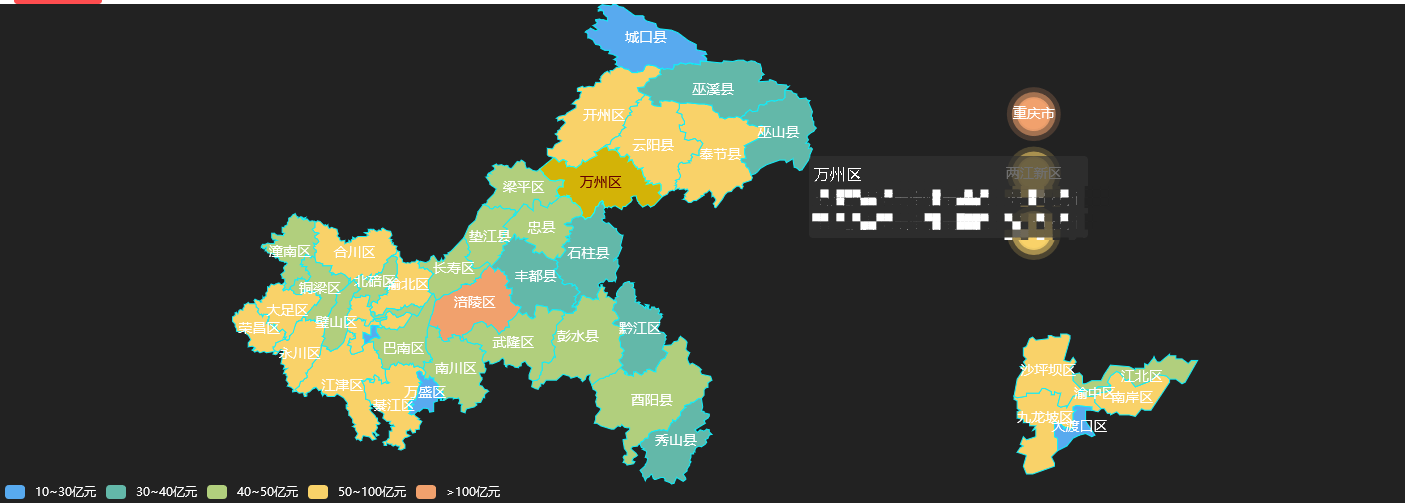 城口县
巫溪县
开州区
巫山县
云阳县
奉节县
万州区
梁平区
忠县
垫江县
石柱县
潼南区
合川区
长寿区
丰都县
北碚区
渝北区
铜梁区
涪陵区
大足区
璧山区
荣昌区
黔江区
彭水县
武隆区
巴南区
永川区
南川区
江津区
万盛区
綦江区
酉阳县
秀山县
重庆市
两江新区
万州区
沙坪坝区
江北区
渝中区
南岸区
九龙坡区
大渡口区
10~30亿元 30~40亿元 40~50亿元 50~100亿元 >100亿元